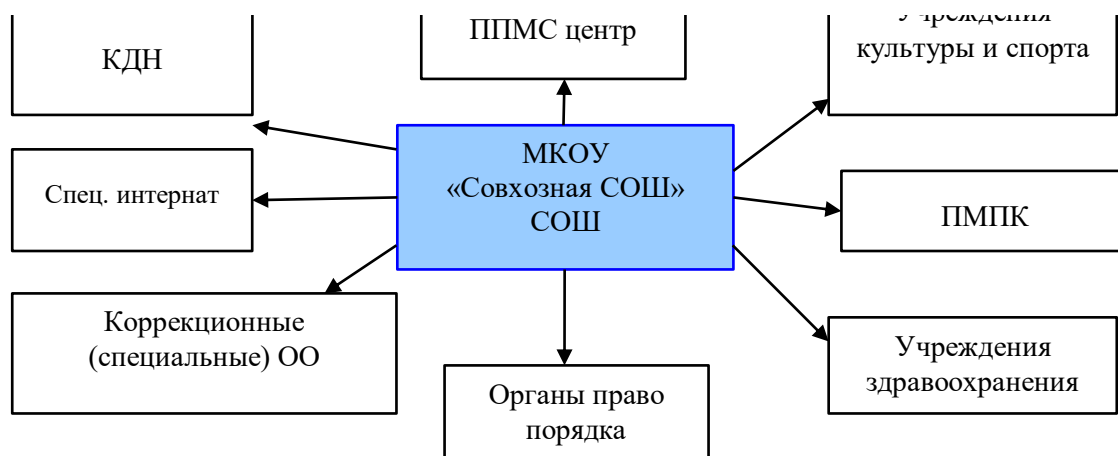 КДН
ППМС центр
Учреждения
культуры и спорта
МКОУ
«Совхозная СОШ»
СОШ
Спец. интернат
ПМПК
Коррекционные
(специальные) ОО
Органы право
порядка
Учреждения
здравоохранения